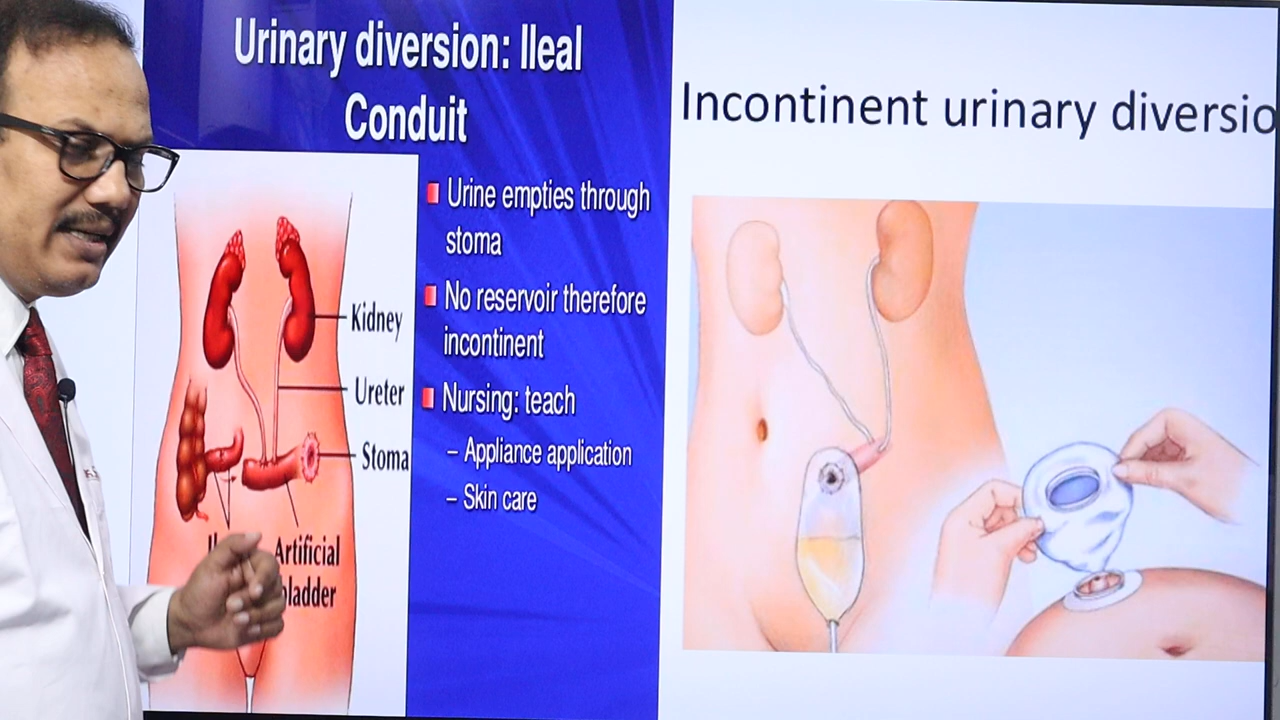 Urinary diversion: Ileal
Conduit
Urine empties through
stoma
No reservoir therefore
incontinent
Nursing: teach
– Appliance application
– Skin care
Kidney
Ureter
Stoma
Artificial
Incontinent urinary diversio